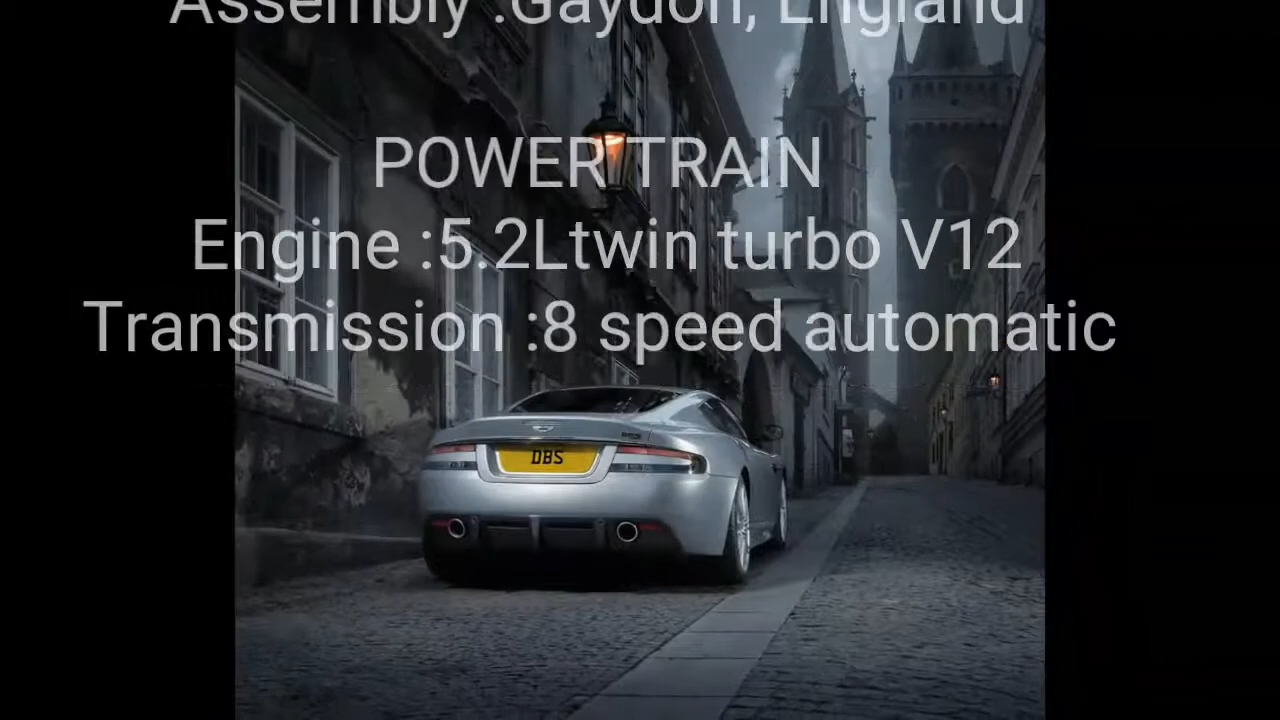 Assembly :Gaydon, England
POWER TRAIN
Engine :5.2Ltwin turbo V12
Transmission :8 speed automatic
DBS